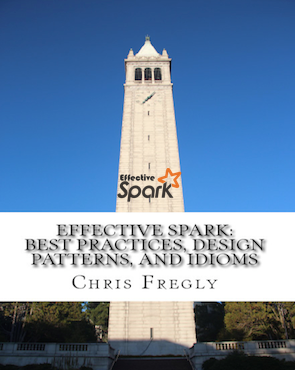 Effective
Spark
EFFECTIVE SPARK:
BEST PRACTICES, DESIGN
PATTERNS, AND IDIOMS
CHRIS FREGLY